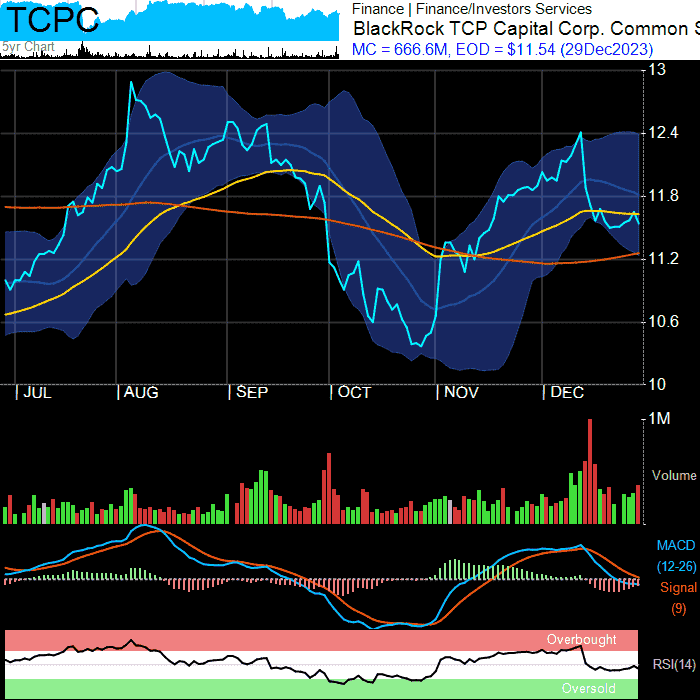 TCPC
5yr Chart
Finance | Finance/Investors Services
BlackRock TCP Capital Corp. Common S
MC = 666.6M, EOD = $11.54 (29Dec2023)
13
12.4
11.8
11.2
10.6
10
| JUL | AUG | SEP | OCT | NOV | DEC
1M
Volume
MACD
(12-26)
Signal
(9)
Overbought
RSI(14)
Oversold